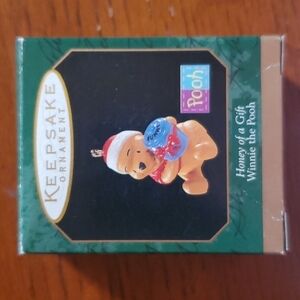 KEEPSAKE
ORNAMENT
Pooh
Honey of a Gift
Winnie the Pooh